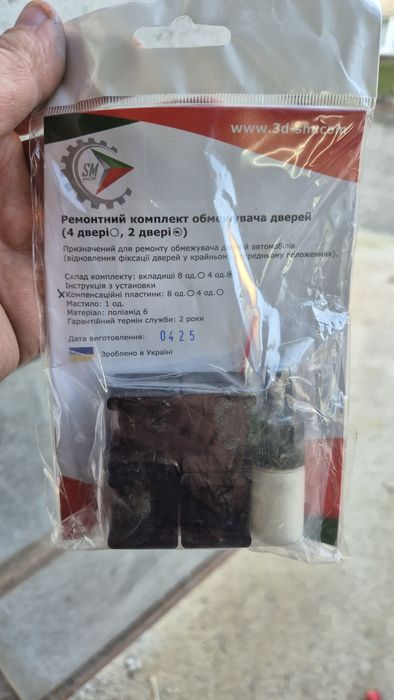 www.3d-sm.com
SM
Ремонтний комплект обмежувача дверей
(4 двері○, 2 двері⊙)
Призначений для ремонту обмежувача дверей автомобілів
(відновлення фіксації дверей у крайньому середньому положеннях).
Склад комплекту: вкладиші 8 од.○ 4 од.⊙
Інструкція з установки
Компенсаційні пластини: 8 од.○ 4 од.○
Мастило: 1 од.
Матеріал: поліамід 6
Гарантійний термін служби: 2 роки
Дата виготовлення: 0425
Зроблено в Україні